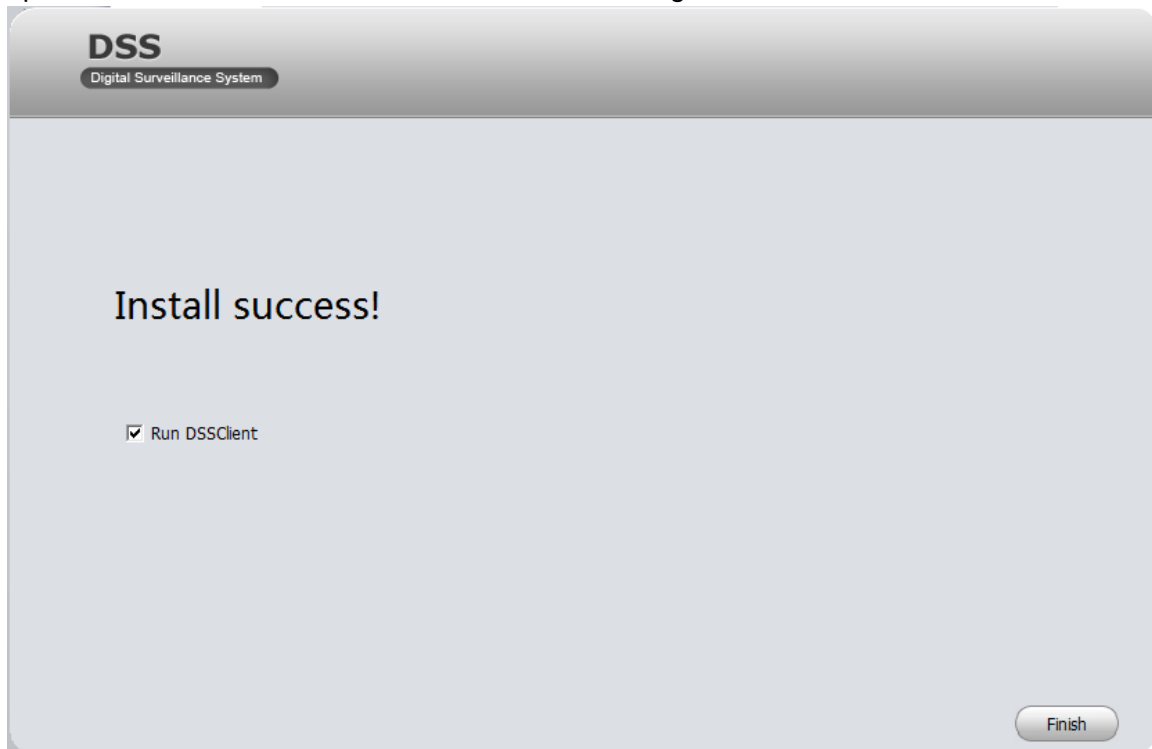 DSS
Digital Surveillance System
Install success!
Run DSSClient
Finish